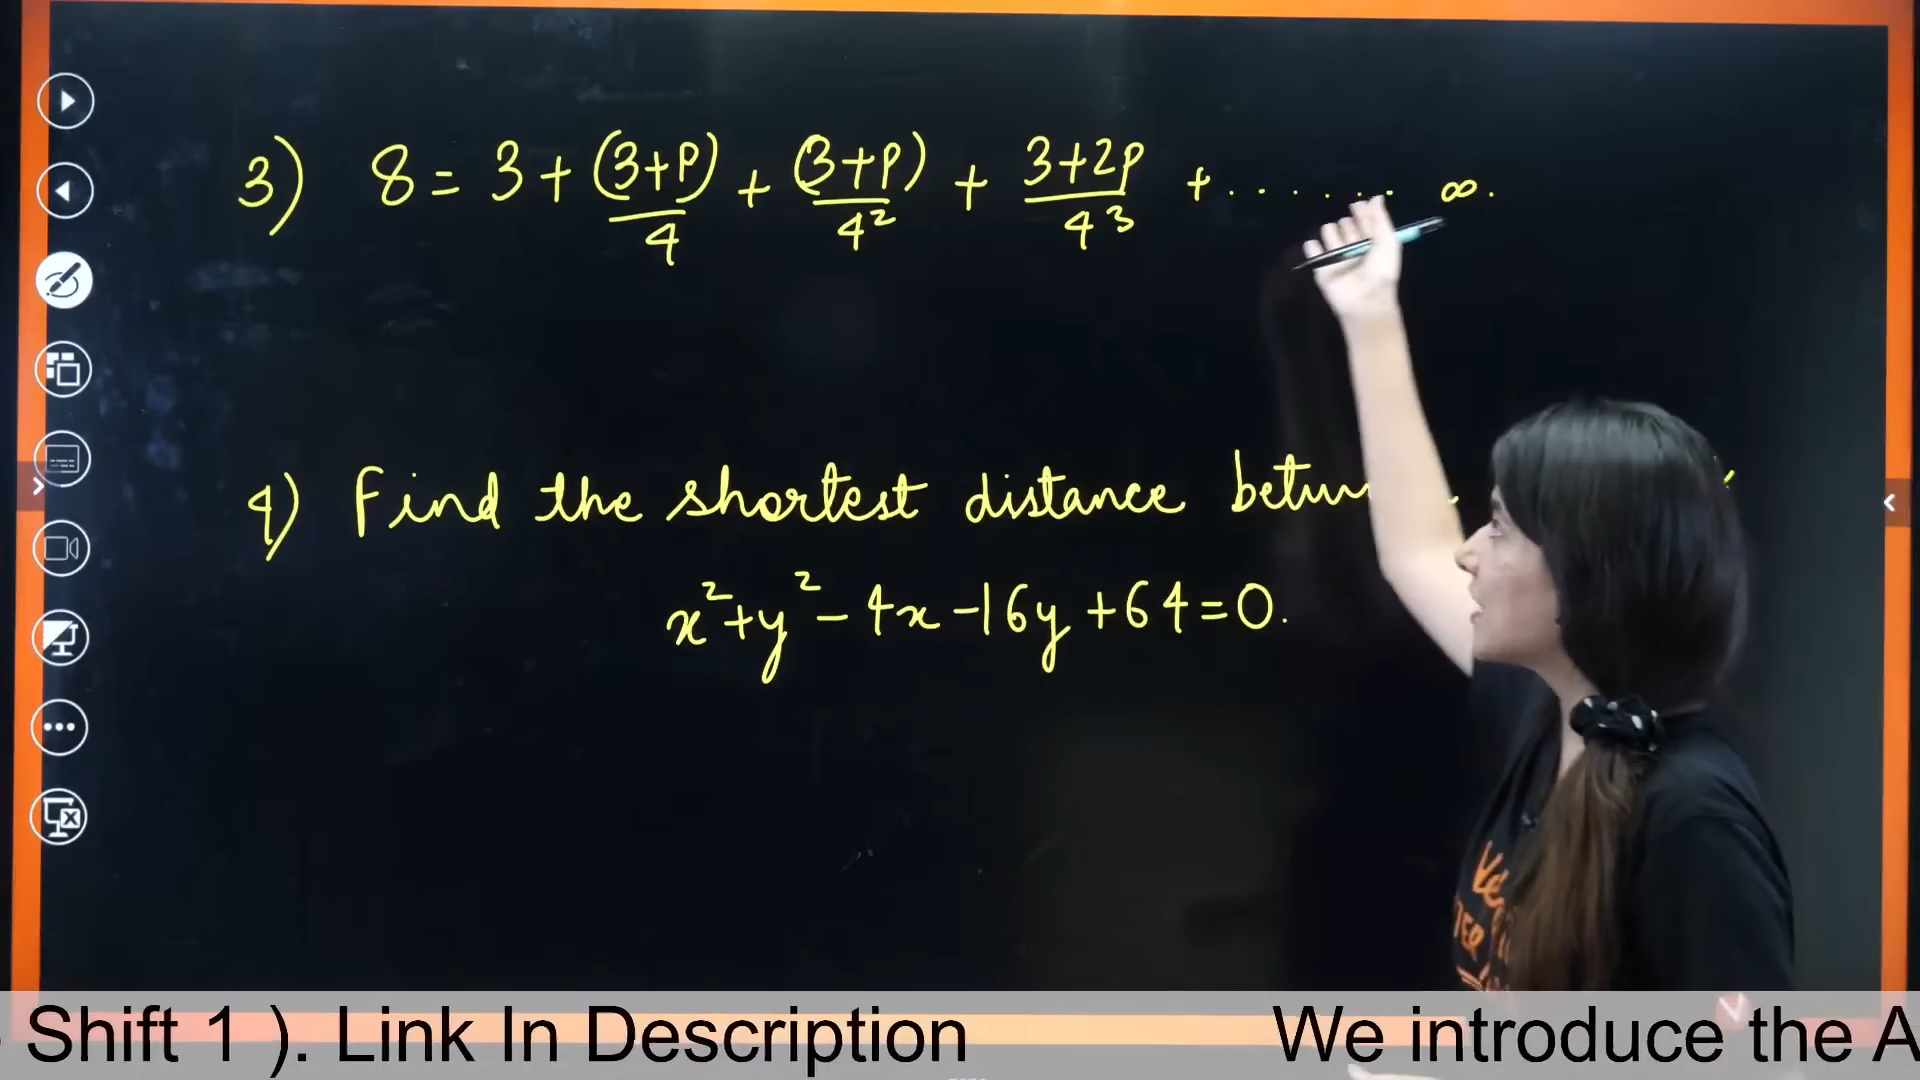 3) 8 = 3 + (3+P)/4 + (3+P)/4² + 3+2P/4³ + ...... ∞.
4) Find the shortest distance
x²+y²-4x-16y+64=0.
Shift 1 ). Link In Description We introduce the A